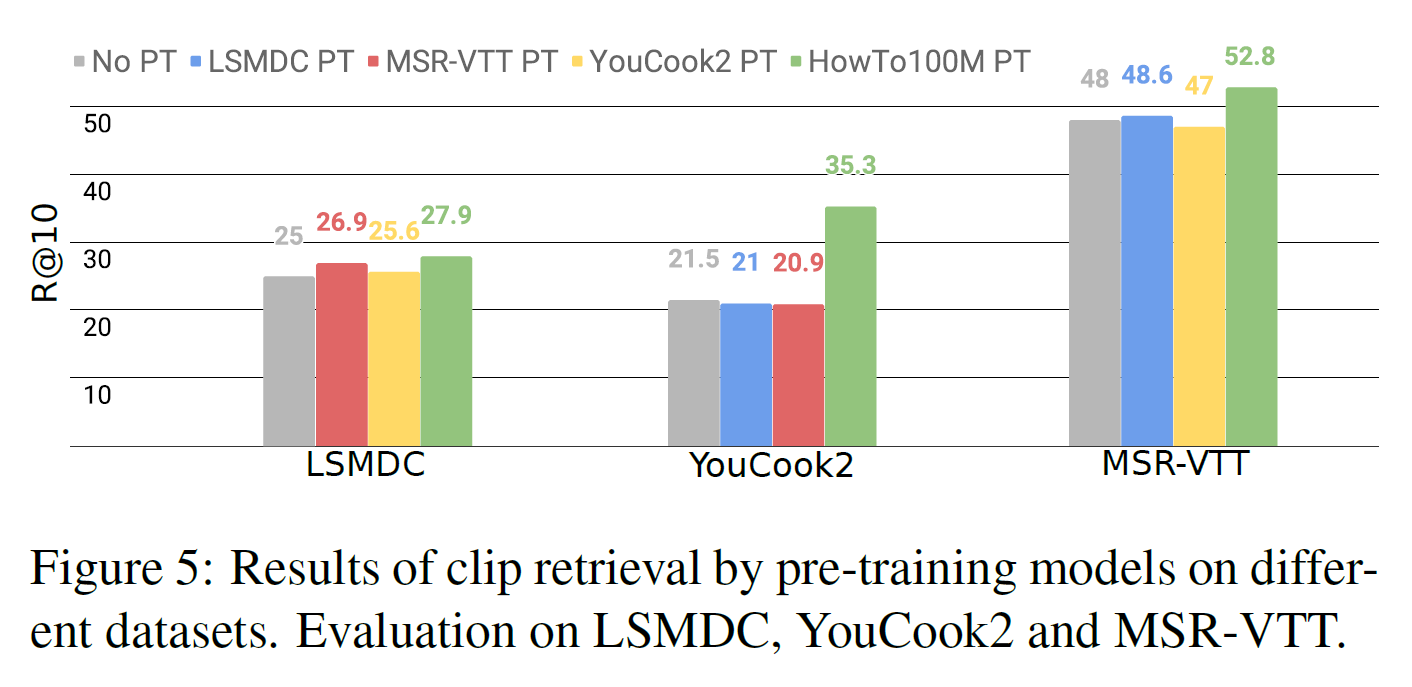 No PT LSMDC PT MSR-VTT PT YouCook2 PT HowTo100M PT
R@10
50
40
30
20
10
25 26.9 25.6 27.9
21.5 21 20.9 35.3
48 48.6 47 52.8
LSMDC YouCook2 MSR-VTT
Figure 5: Results of clip retrieval by pre-training models on differ-
ent datasets. Evaluation on LSMDC, YouCook2 and MSR-VTT.